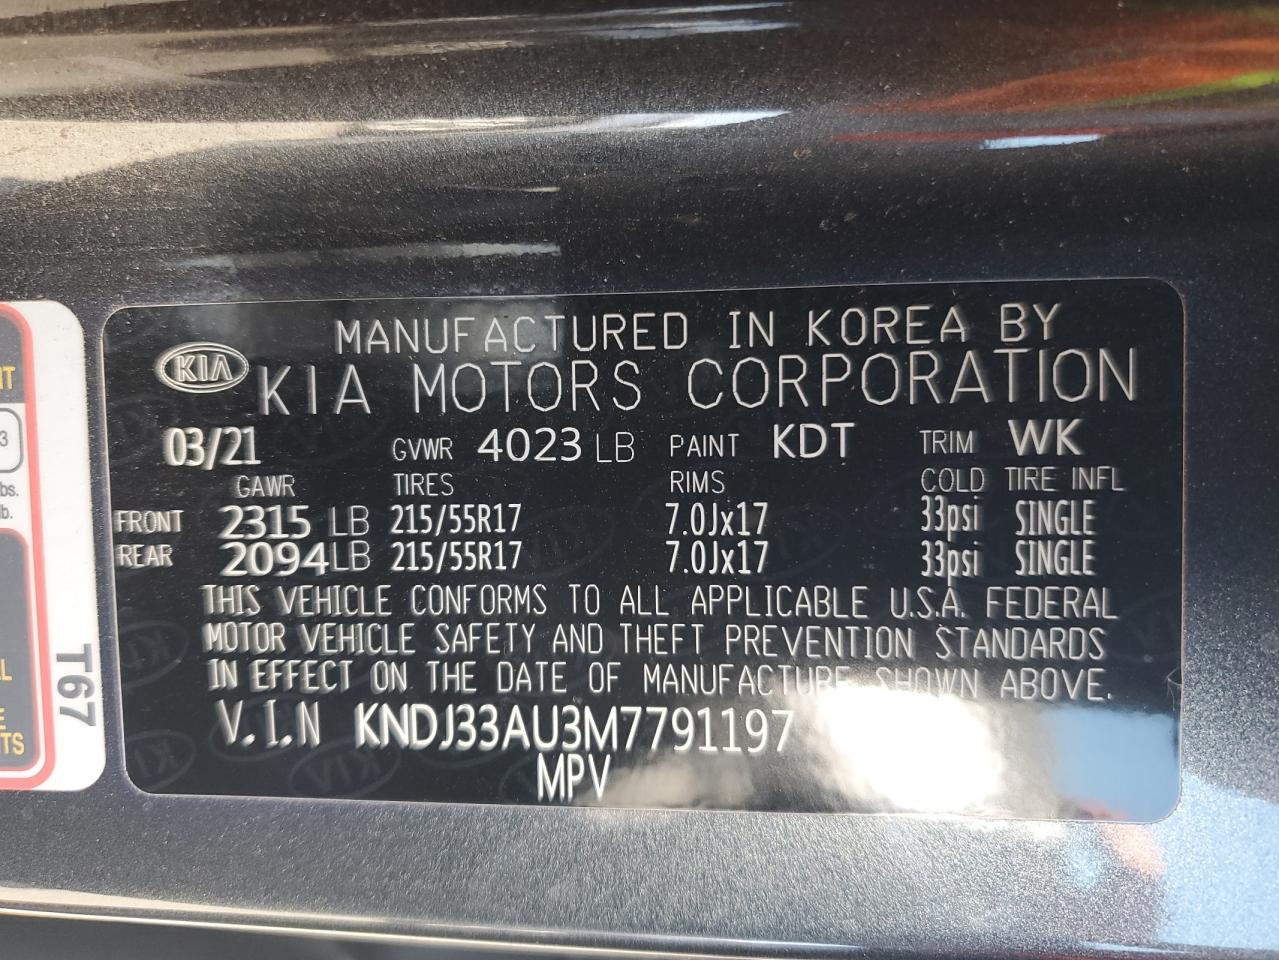 MANUFACTURED IN KOREA BY
KIA KIA MOTORS CORPORATION
03/21 GVWR 4023 LB PAINT KDT TRIM WK
GAWR TIRES RIMS COLD TIRE INFL
FRONT 2315 LB 215/55R17 7.0Jx17 33psi SINGLE
REAR 2094 LB 215/55R17 7.0Jx17 33psi SINGLE
THIS VEHICLE CONFORMS TO ALL APPLICABLE U.S.A. FEDERAL
MOTOR VEHICLE SAFETY AND THEFT PREVENTION STANDARDS
IN EFFECT ON THE DATE OF MANUFACTURE SHOWN ABOVE.
V.I.N KNDJ33AU3M7791197
MPV
T67